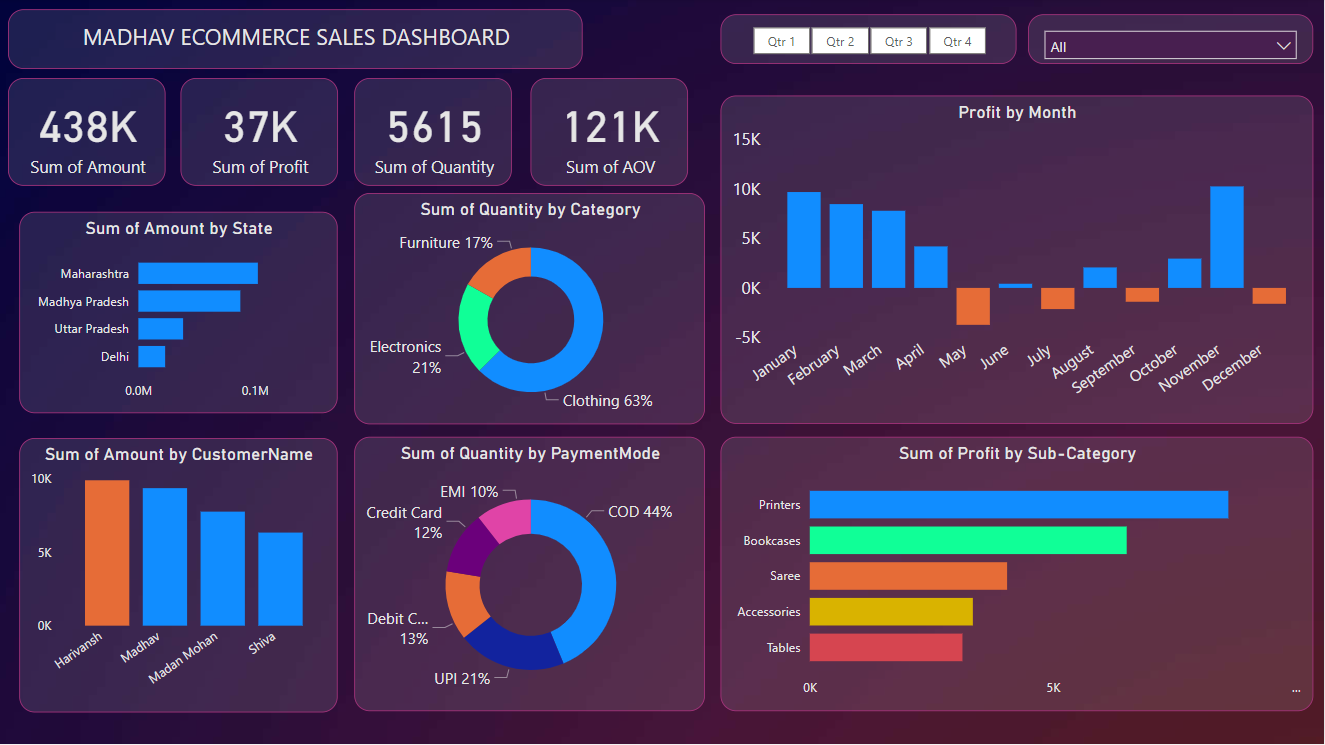 MADHAV ECOMMERCE SALES DASHBOARD
Qtr 1
Qtr 2
Qtr 3
Qtr 4
All
438K
Sum of Amount
37K
Sum of Profit
5615
Sum of Quantity
121K
Sum of AOV
Profit by Month
15K
10K
5K
0K
-5K
January
February
March
April
May
June
July
August
September
October
November
December
Sum of Amount by State
Maharashtra
Madhya Pradesh
Uttar Pradesh
Delhi
0.0M
0.1M
Sum of Quantity by Category
Furniture 17%
Electronics
21%
Clothing 63%
Sum of Amount by CustomerName
10K
5K
0K
Harivansh
Madhav
Madan Mohan
Shiva
Sum of Quantity by PaymentMode
EMI 10%
COD 44%
Credit Card
12%
Debit C...
13%
UPI 21%
Sum of Profit by Sub-Category
Printers
Bookcases
Saree
Accessories
Tables
0K
5K
...